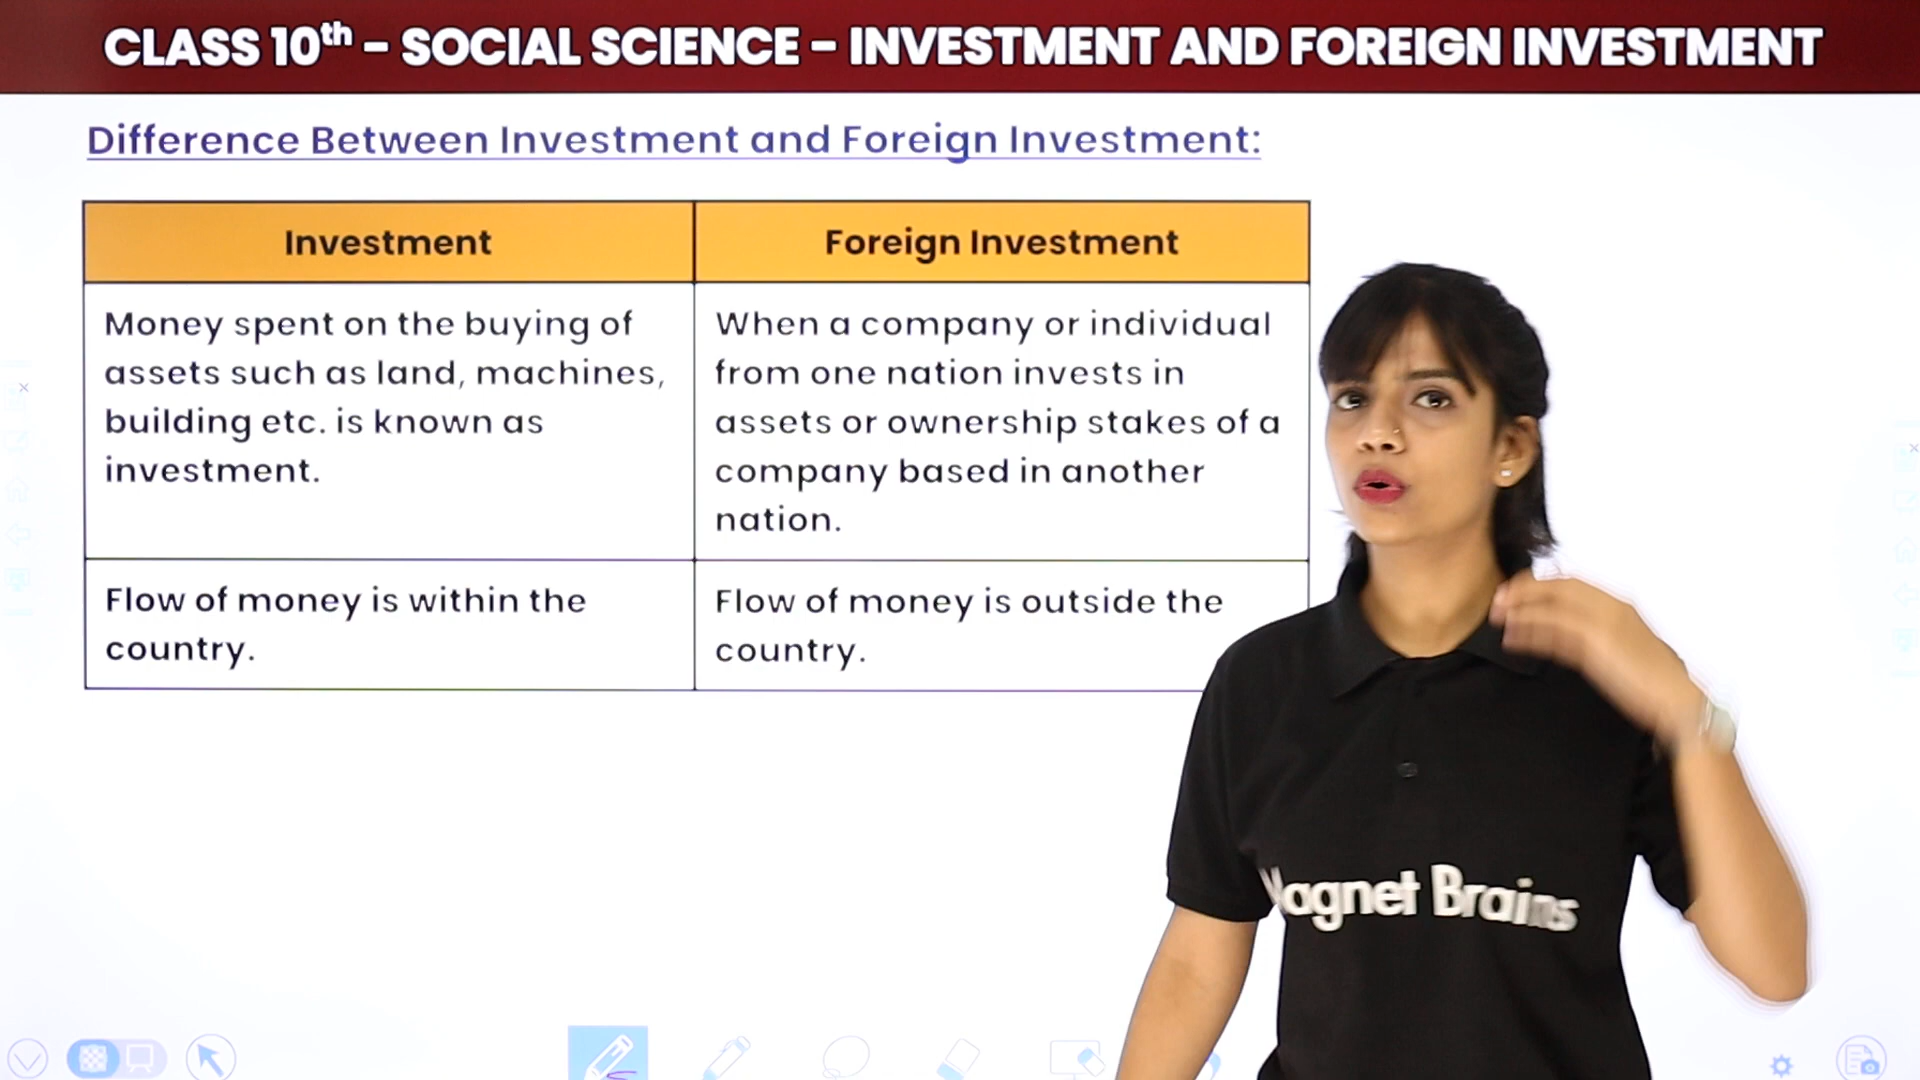 CLASS 10th – SOCIAL SCIENCE – INVESTMENT AND FOREIGN INVESTMENT
Difference Between Investment and Foreign Investment:
Investment
Foreign Investment
Money spent on the buying of
assets such as land, machines,
building etc. is known as
investment.
When a company or individual
from one nation invests in
assets or ownership stakes of a
company based in another
nation.
Flow of money is within the
country.
Flow of money is outside the
country.
Magnet Brains